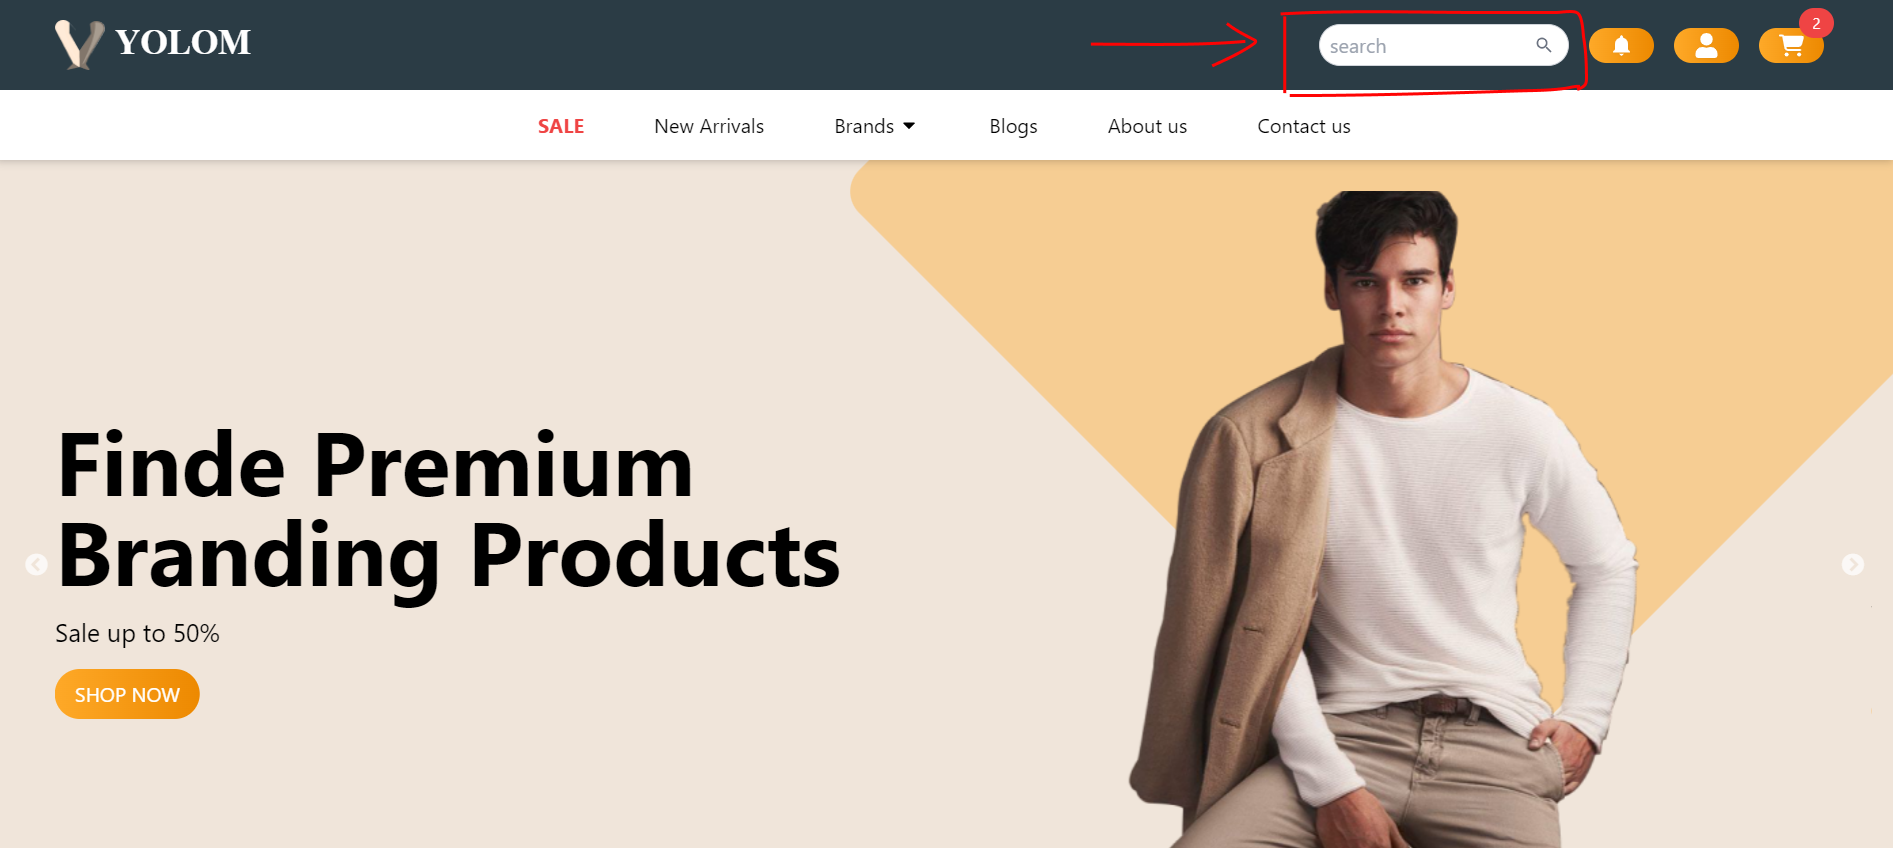 YOLOM
search
2
SALE
New Arrivals
Brands
Blogs
About us
Contact us
Finde Premium
Branding Products
Sale up to 50%
SHOP NOW